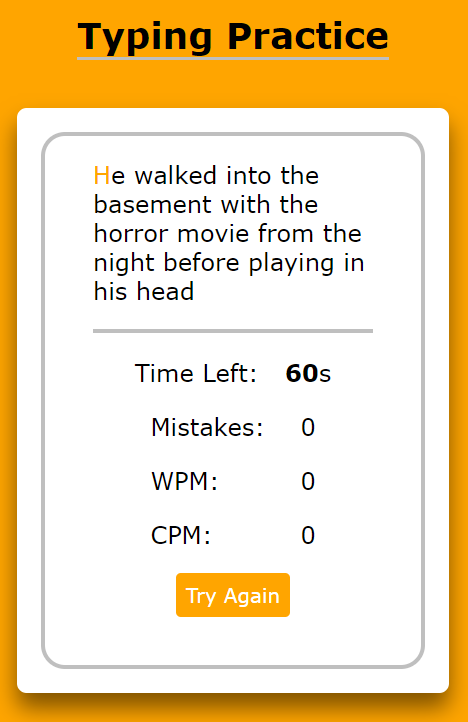 Typing Practice
He walked into the
basement with the
horror movie from the
night before playing in
his head
Time Left: 60s
Mistakes: 0
WPM: 0
CPM: 0
Try Again